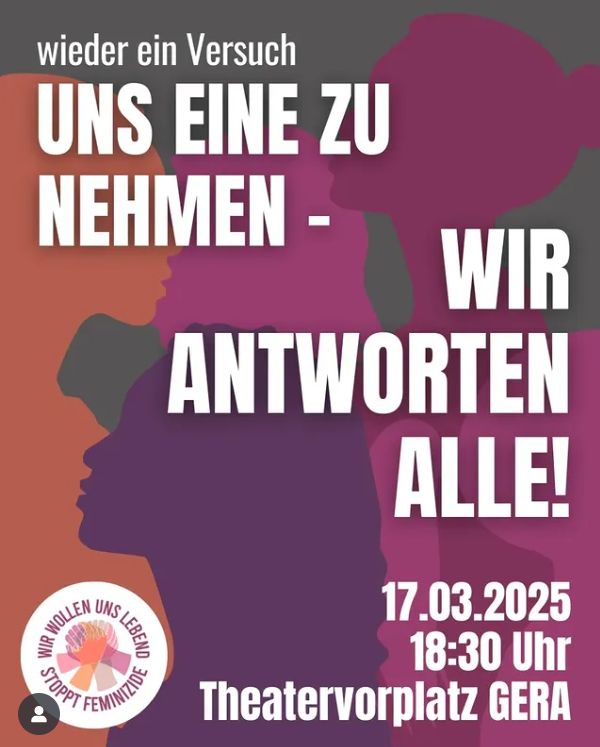 wieder ein Versuch
UNS EINE ZU
NEHMEN -
WIR
ANTWORTEN
ALLE!
17.03.2025
18:30 Uhr
Theatervorplatz GERA
WIR WOLLEN UNS LEBEND
STOPPT FEMINIZIDE